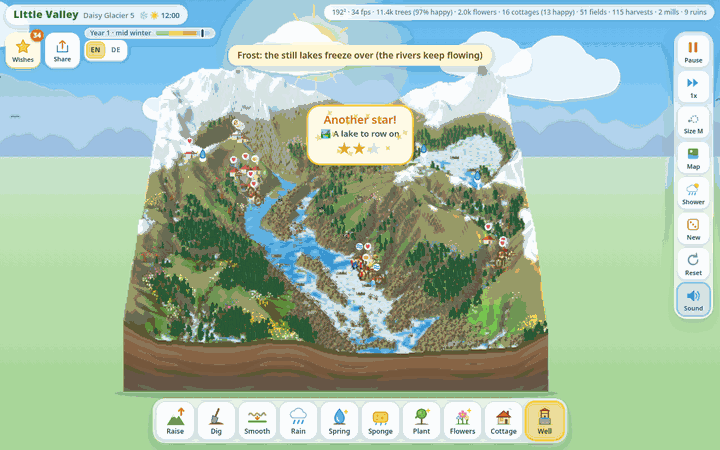 Little Valley Daisy Glacier 5 12:00
192² · 34 fps · 11.4k trees (97% happy) · 2.0k flowers · 16 cottages (13 happy) · 51 fields · 115 harvests · 2 mills · 9 ruins
Year 1 · mid winter
34
Wishes
Share
EN DE
Frost: the still lakes freeze over (the rivers keep flowing)
Another star!
A lake to row on
Pause
1x
Size M
Map
Shower
New
Reset
Sound
Raise
Dig
Smooth
Rain
Spring
Sponge
Plant
Flowers
Cottage
Well